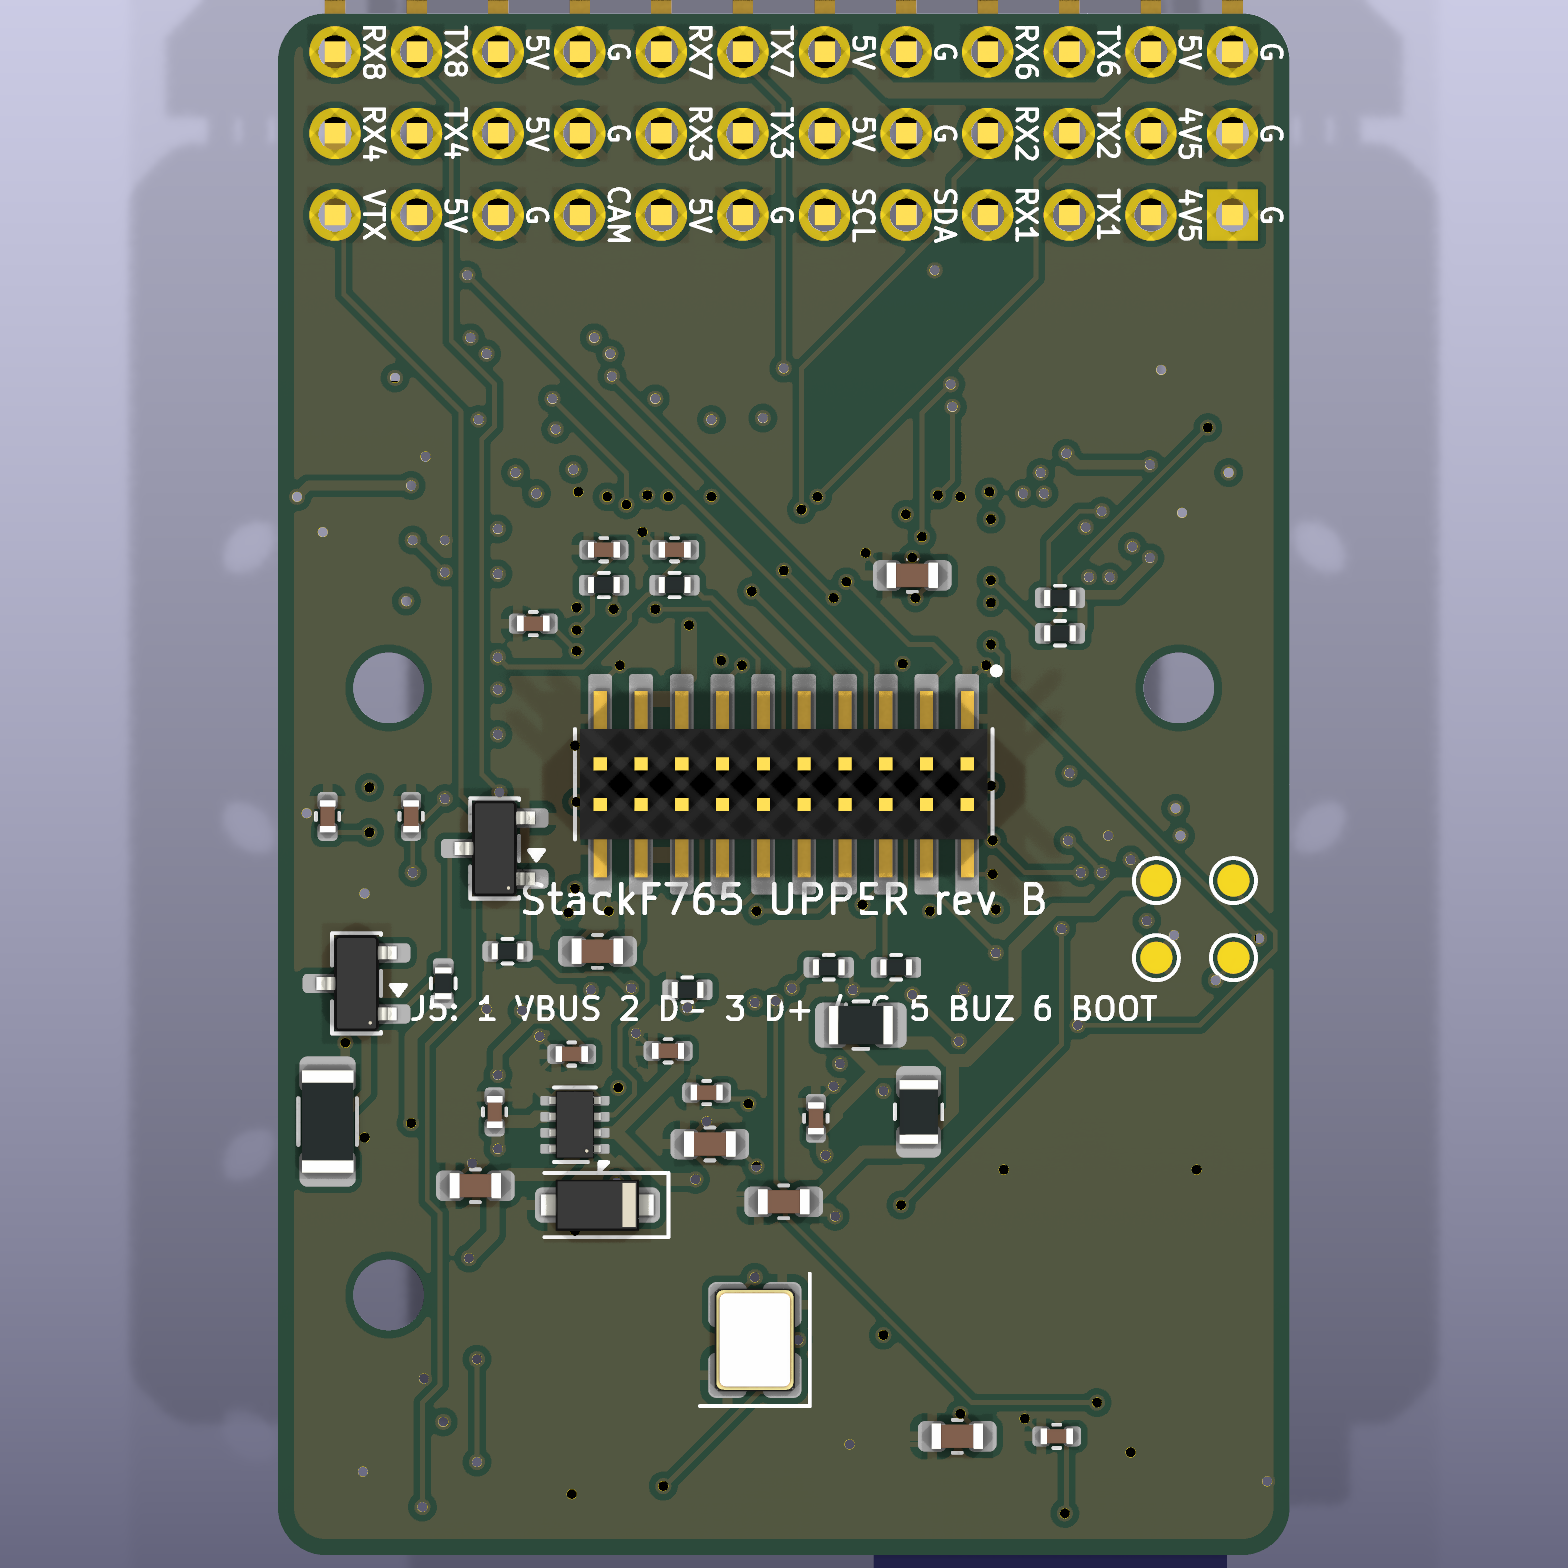 RX8 TX8 5V G RX7 TX7 5V G RX6 TX6 5V G
RX4 TX4 5V G RX3 TX3 5V G RX2 TX2 4V5 G
VTX 5V G CAM 5V G SCL SDA RX1 TX1 4V5 G
StackF765 UPPER rev B
J5: 1 VBUS 2 D- 3 D+ 5 BUZ 6 BOOT